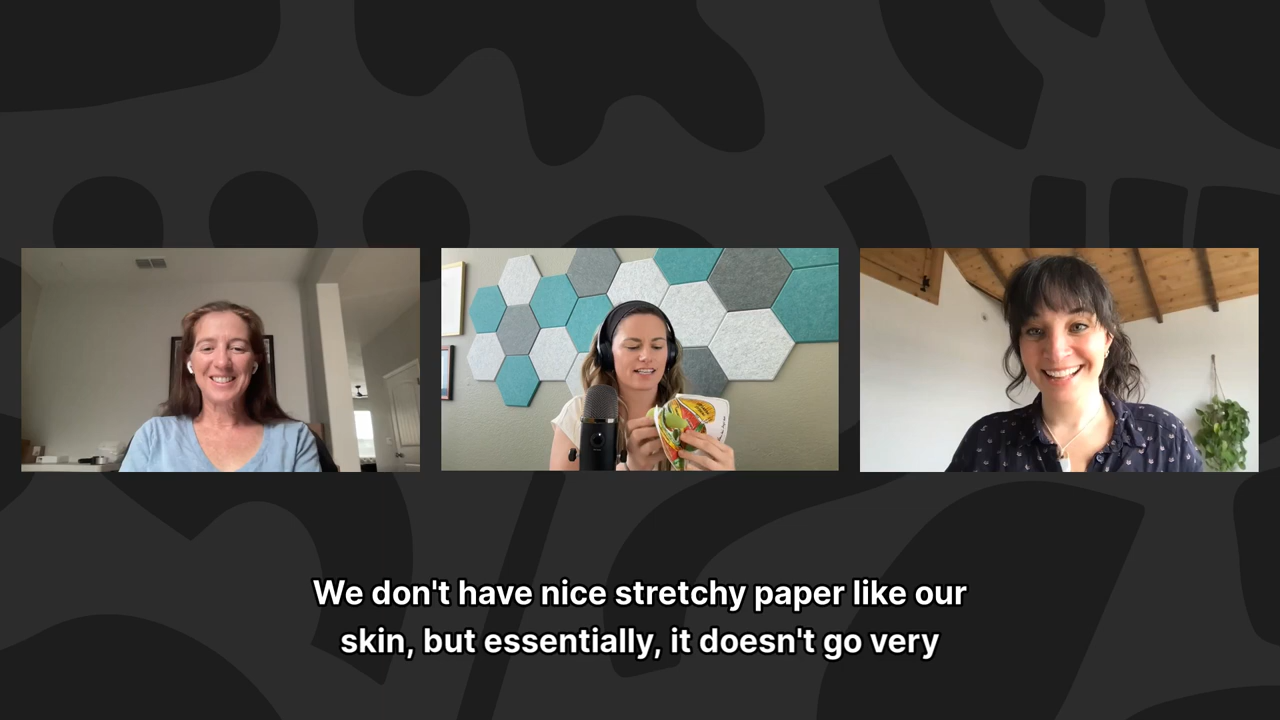 We don't have nice stretchy paper like our
skin, but essentially, it doesn't go very